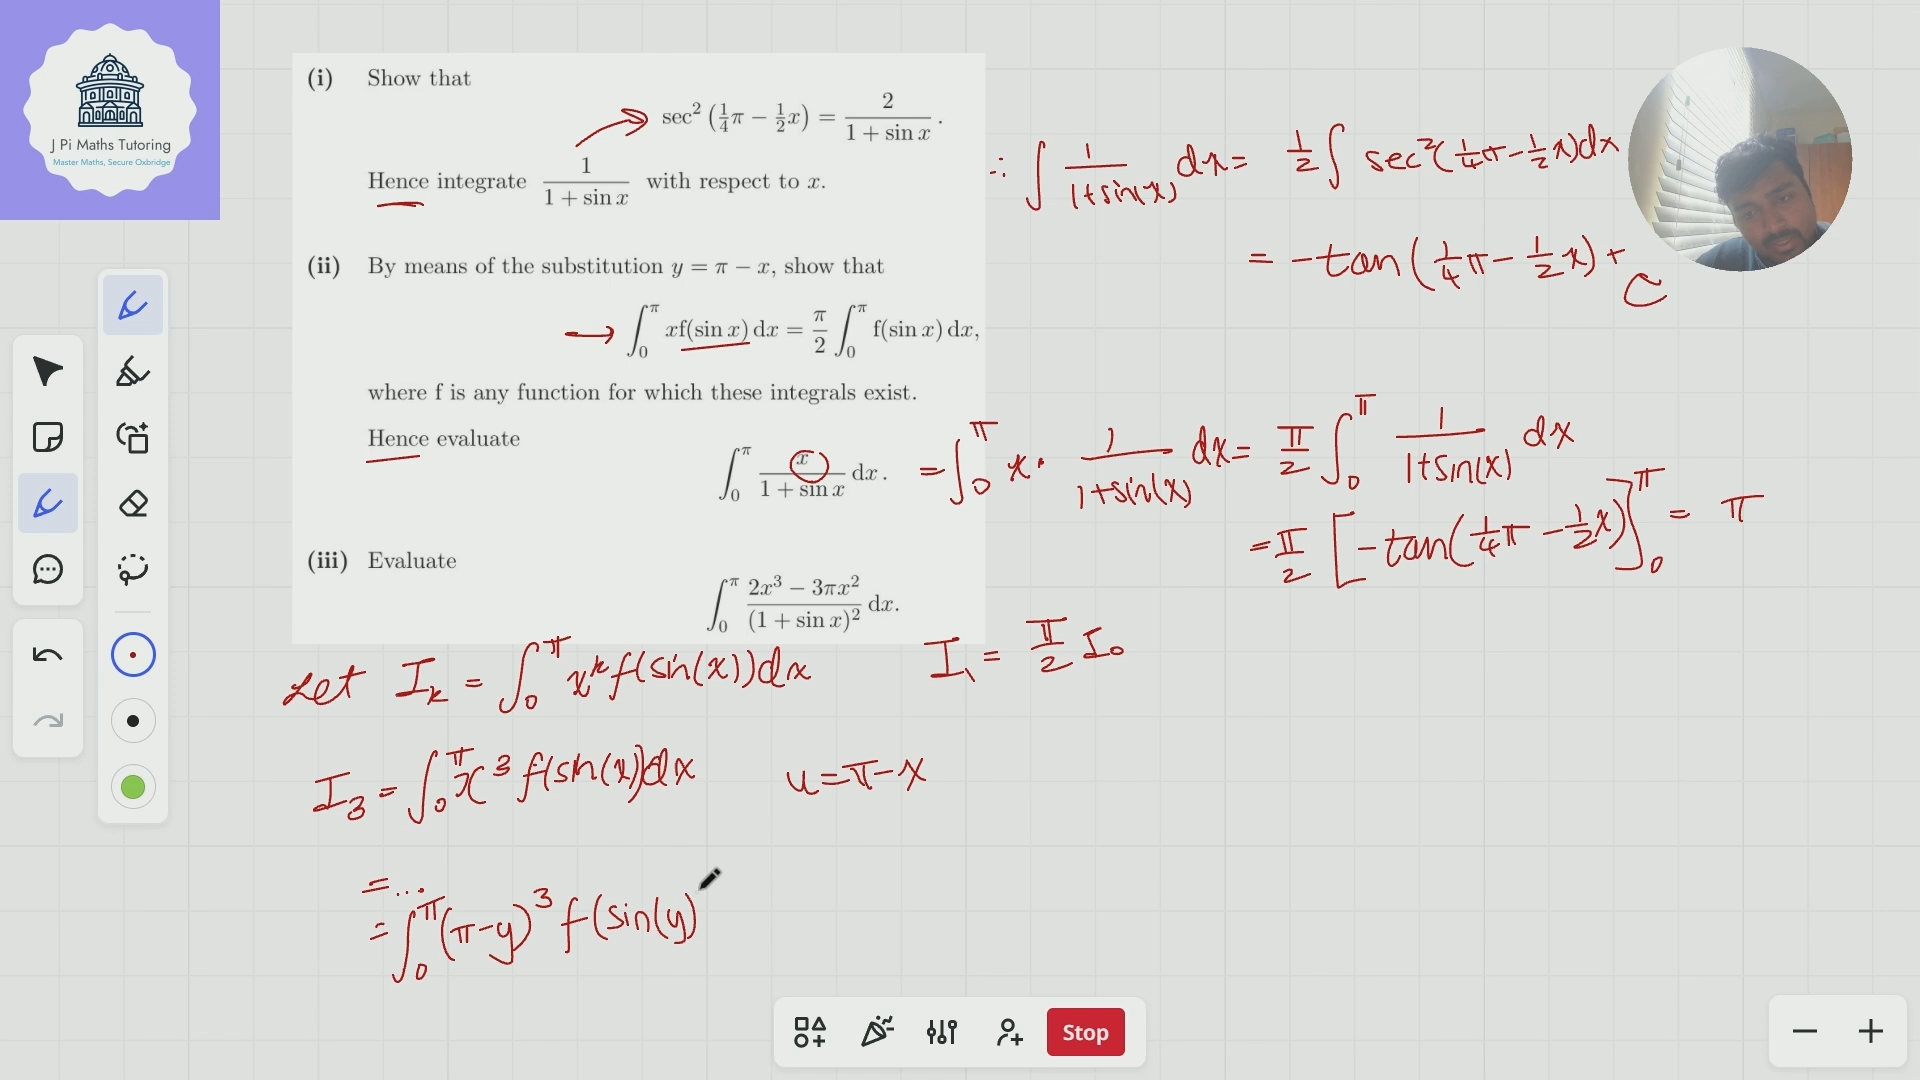 J Pi Maths Tutoring
Master Maths, Secure Oxbridge
(i) Show that
sec² (¼π − ½x) = 2/(1 + sin x) .
Hence integrate 1/(1 + sin x) with respect to x.
(ii) By means of the substitution y = π − x, show that
∫₀^π xf(sin x) dx = π/2 ∫₀^π f(sin x) dx,
where f is any function for which these integrals exist.
Hence evaluate
∫₀^π x/(1 + sin x) dx .
(iii) Evaluate
∫₀^π (2x³ − 3πx²)/(1 + sin x)² dx.
∴ ∫ 1/(1+sin(x)) dx = ½ ∫ sec²(¼π − ½x)dx
= −tan(¼π − ½x) + C
= ∫₀^π x · 1/(1+sin(x)) dx = π/2 ∫₀^π 1/(1+sin(x)) dx
= π/2 [−tan(¼π − ½x)]₀^π = π
Let I_k = ∫₀^π x^k f(sin(x))dx I₁ = π/2 I₀
I₃ = ∫₀^π x³ f(sin(x))dx u=π−x
= ...
= ∫₀^π (π−y)³ f(sin(y)
Stop